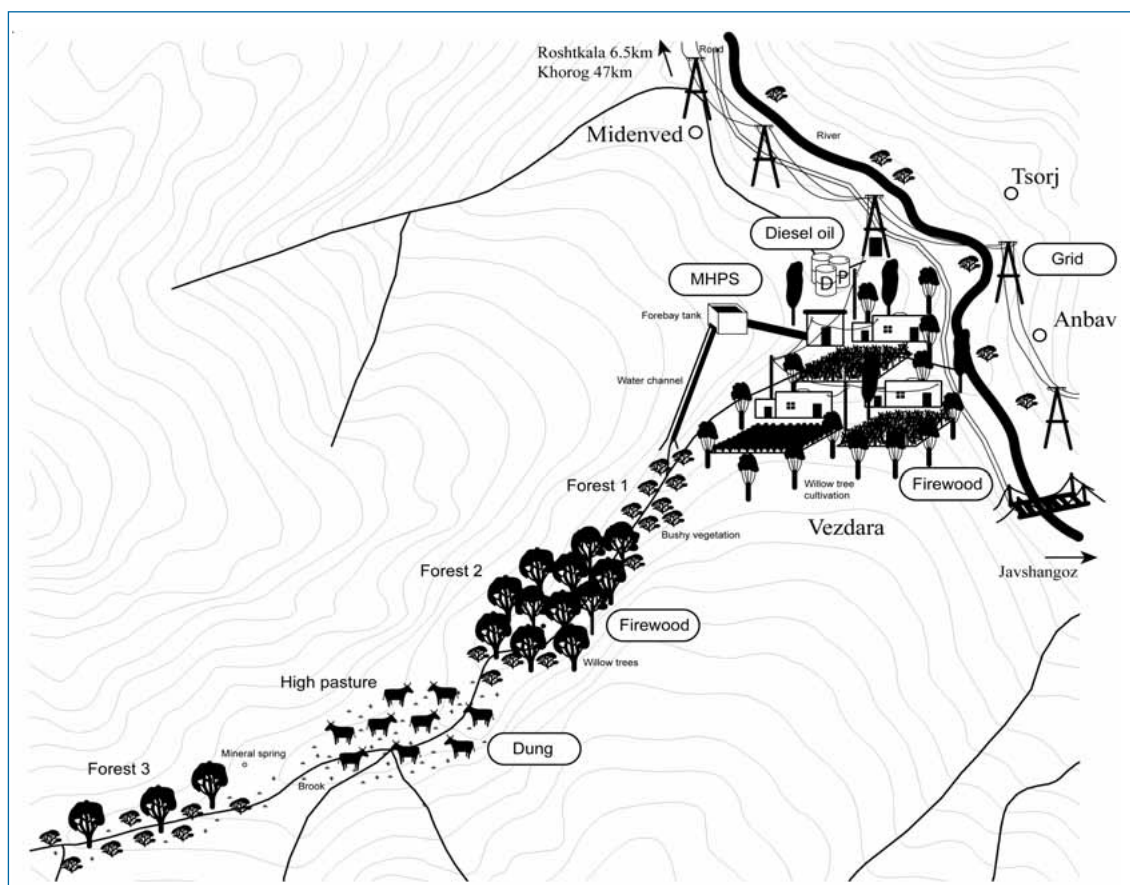 Roshtkala 6.5km
Khorog 47km
Road
Midenved
River
Tsorj
Diesel oil
D
P
Grid
MHPS
Forebay tank
Anbav
Water channel
Forest 1
Willow tree
cultivation
Firewood
Bushy vegetation
Vezdara
Javshangoz
Forest 2
Firewood
Willow trees
High pasture
Dung
Mineral spring
Forest 3
Brook